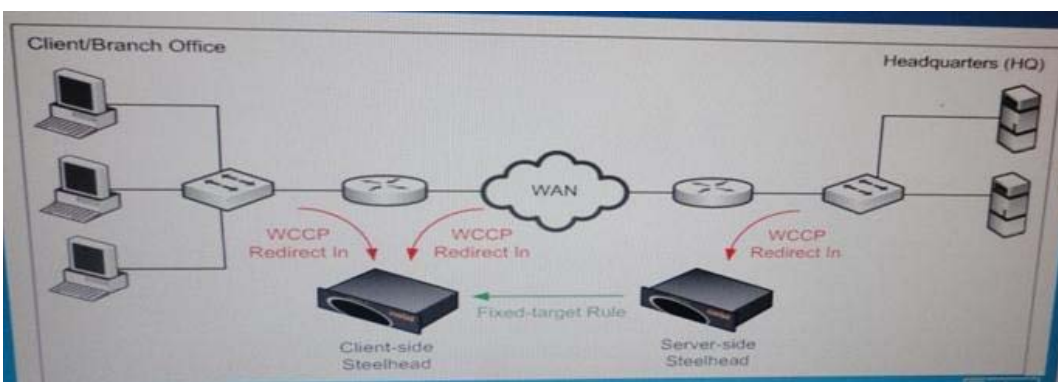 Client/Branch Office
Headquarters (HQ)
WAN
WCCP
Redirect In
WCCP
Redirect In
WCCP
Redirect In
Fixed-target Rule
Client-side
Steelhead
Server-side
Steelhead